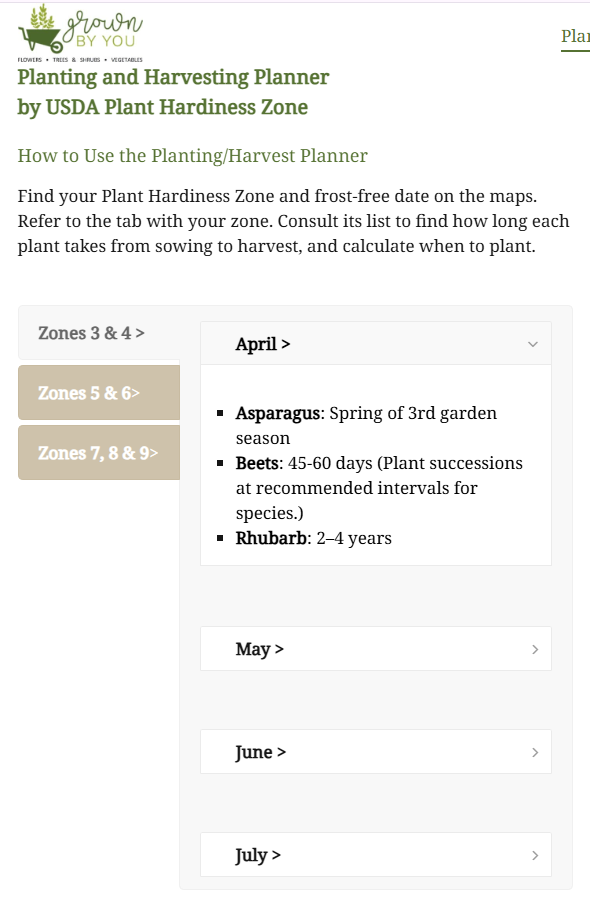 grown
BY YOU
FLOWERS • TREES & SHRUBS • VEGETABLES
Planting and Harvesting Planner
by USDA Plant Hardiness Zone
How to Use the Planting/Harvest Planner
Find your Plant Hardiness Zone and frost-free date on the maps.
Refer to the tab with your zone. Consult its list to find how long each
plant takes from sowing to harvest, and calculate when to plant.
Zones 3 & 4 >
Zones 5 & 6>
Zones 7, 8 & 9>
April >
▪ Asparagus: Spring of 3rd garden
season
▪ Beets: 45-60 days (Plant successions
at recommended intervals for
species.)
▪ Rhubarb: 2–4 years
May >
June >
July >